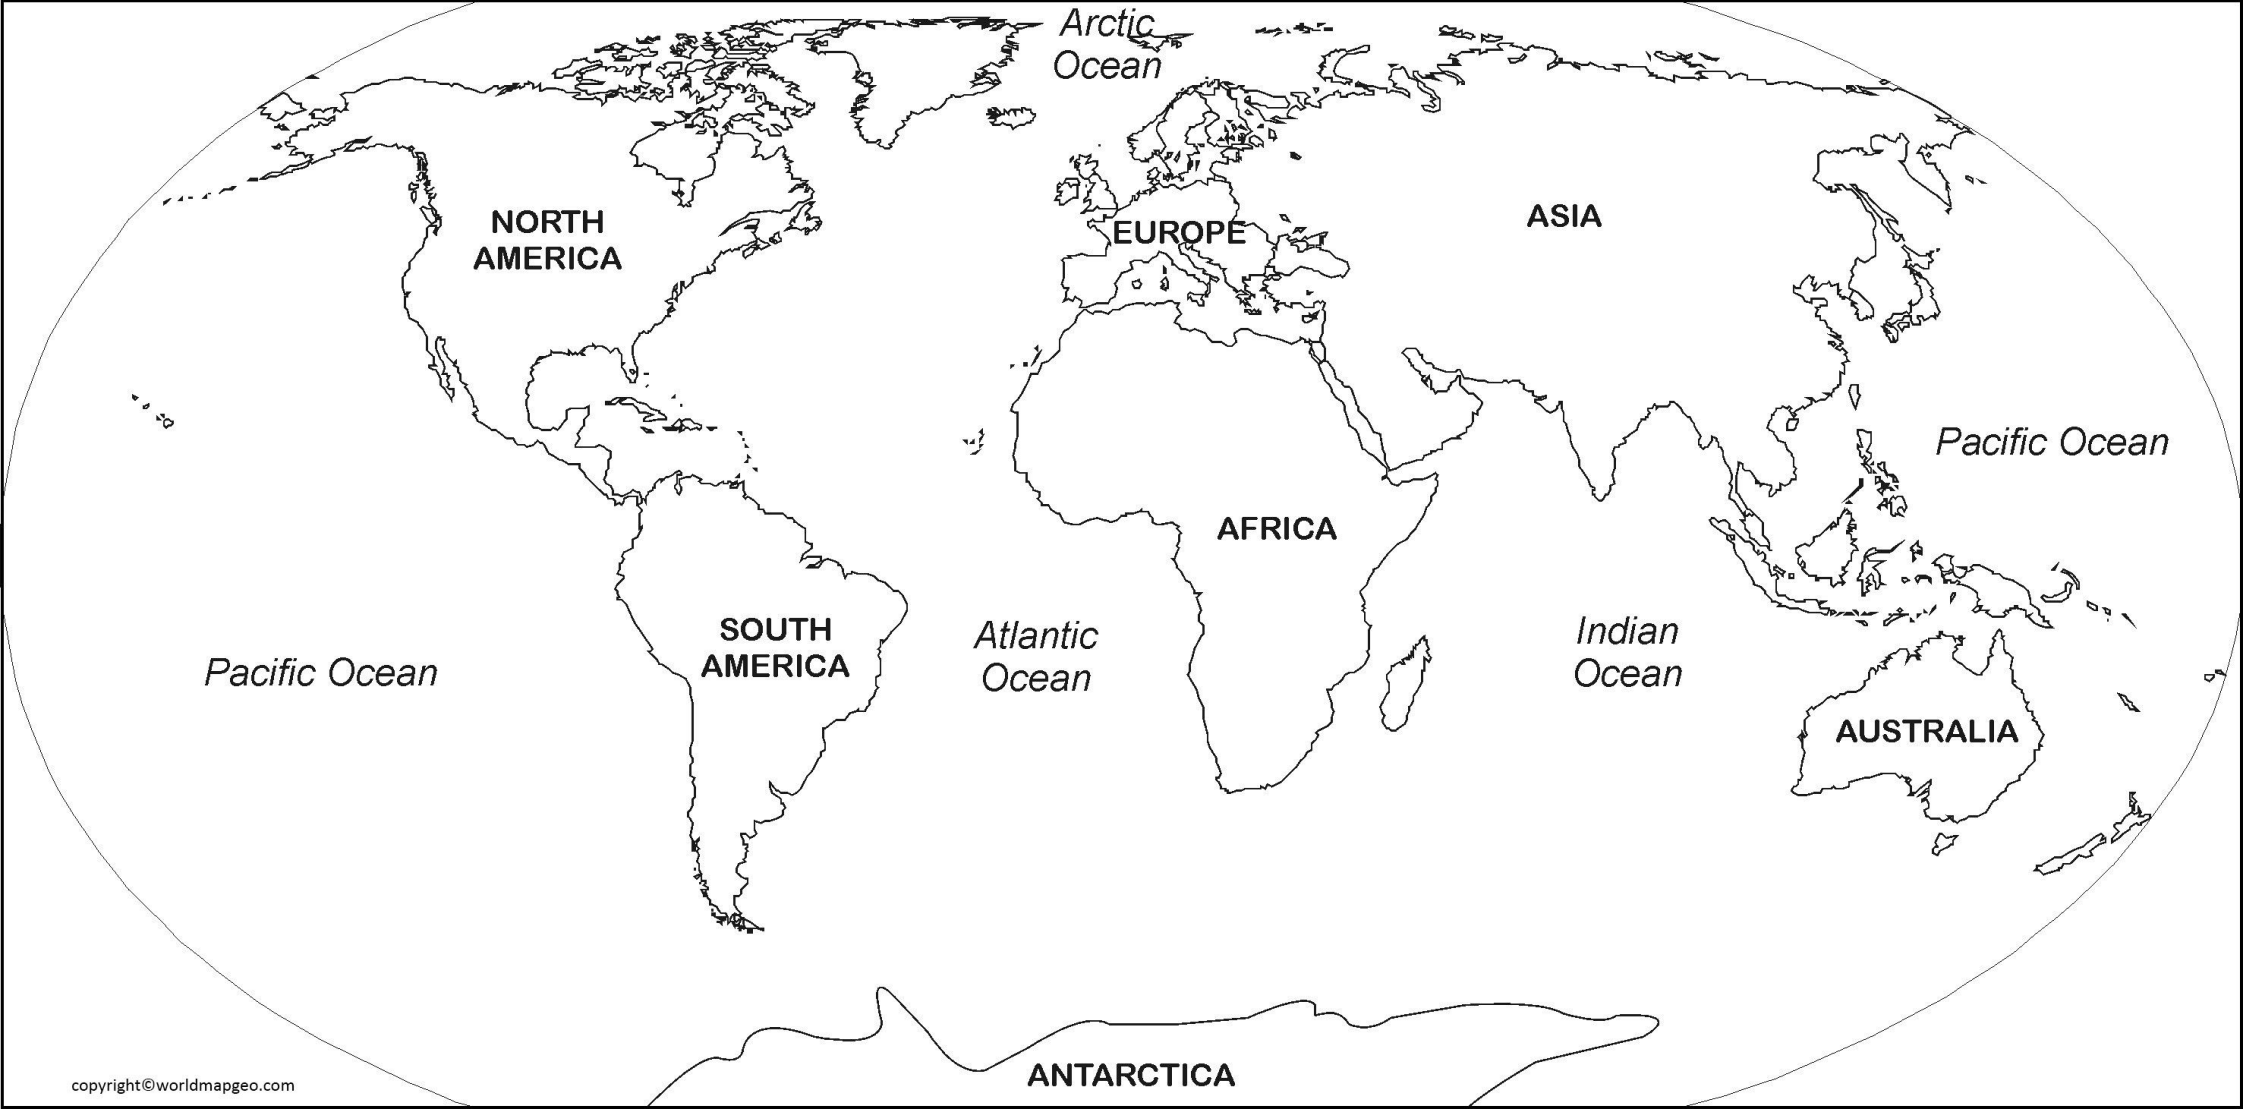 Arctic
Ocean
NORTH
AMERICA
EUROPE
ASIA
Pacific Ocean
AFRICA
SOUTH
AMERICA
Atlantic
Ocean
Indian
Ocean
Pacific Ocean
AUSTRALIA
ANTARCTICA
copyright©worldmapgeo.com